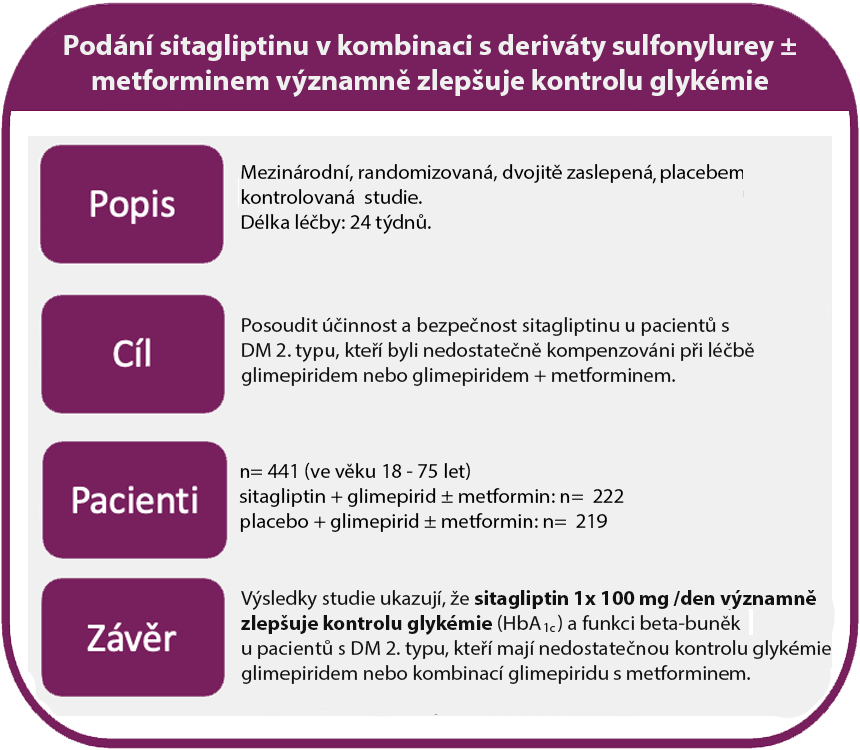 Podání sitagliptinu v kombinaci s deriváty sulfonylurey ±
metforminem významně zlepšuje kontrolu glykémie
Popis
Mezinárodní, randomizovaná, dvojitě zaslepená, placebem
kontrolovaná studie.
Délka léčby: 24 týdnů.
Cíl
Posoudit účinnost a bezpečnost sitagliptinu u pacientů s
DM 2. typu, kteří byli nedostatečně kompenzováni při léčbě
glimepiridem nebo glimepiridem + metforminem.
Pacienti
n= 441 (ve věku 18 - 75 let)
sitagliptin + glimepirid ± metformin: n= 222
placebo + glimepirid ± metformin: n= 219
Závěr
Výsledky studie ukazují, že sitagliptin 1x 100 mg /den významně
zlepšuje kontrolu glykémie (HbA1c) a funkci beta-buněk
u pacientů s DM 2. typu, kteří mají nedostatečnou kontrolu glykémie
glimepiridem nebo kombinací glimepiridu s metforminem.